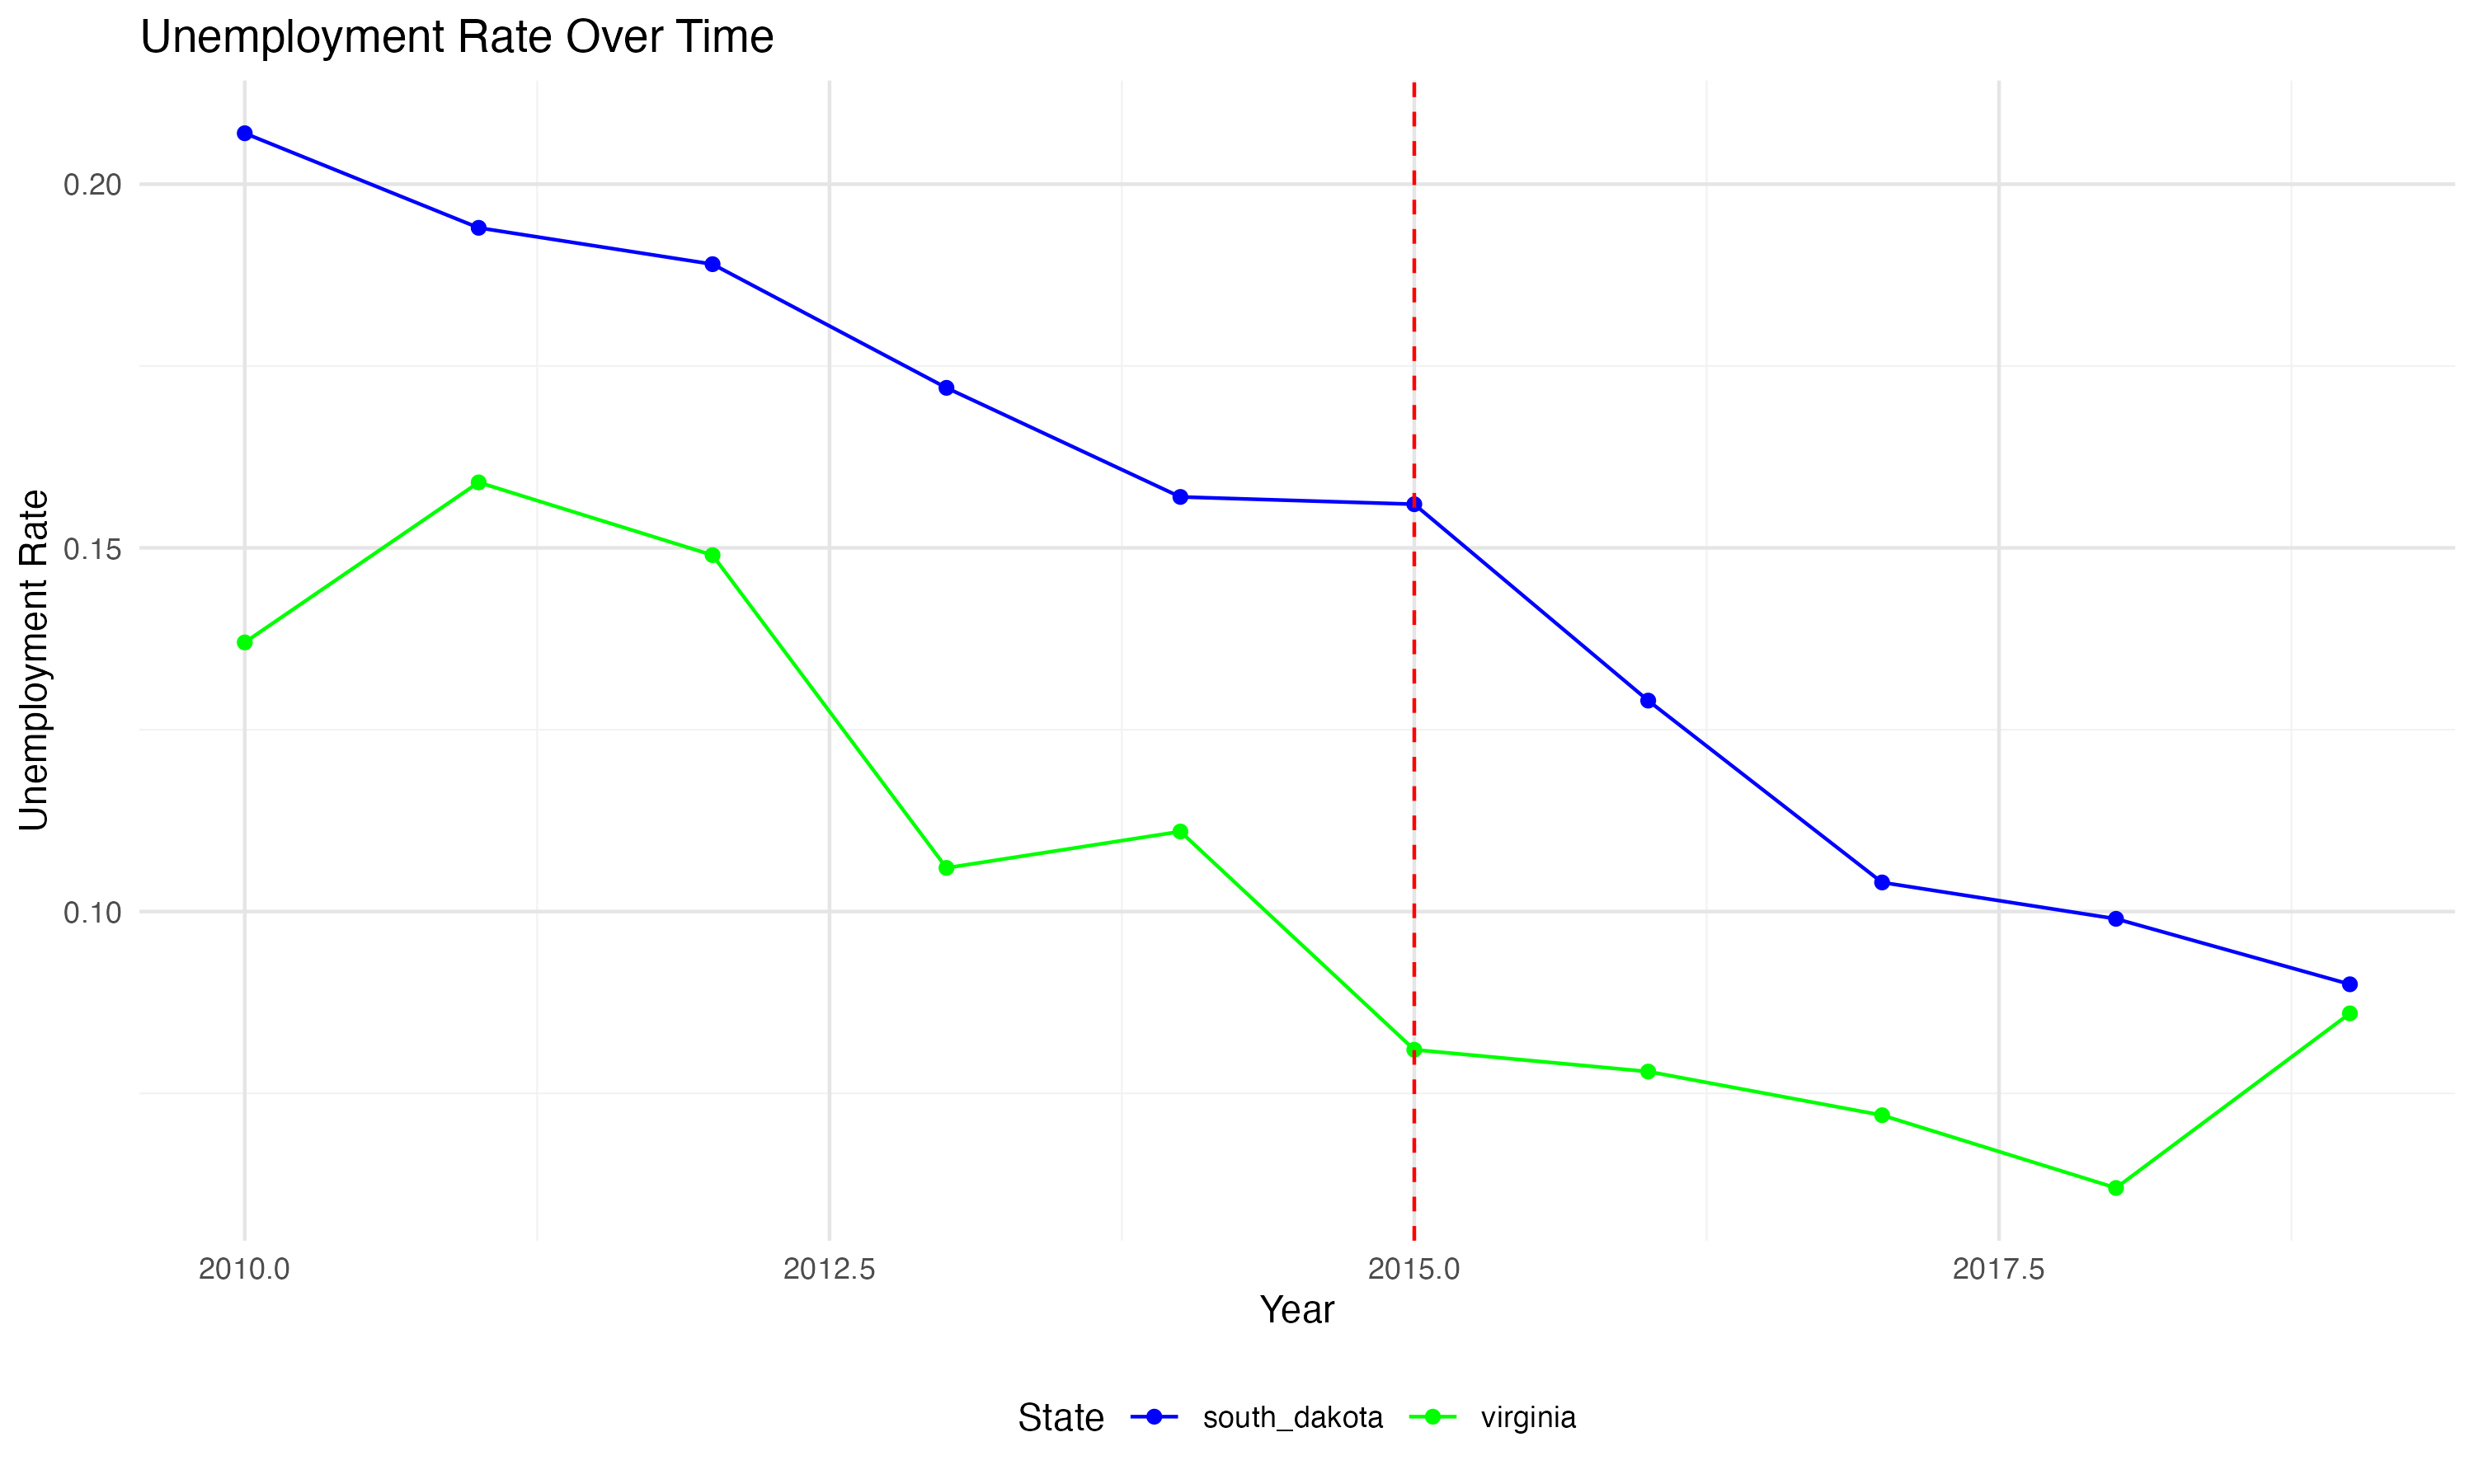 Unemployment Rate Over Time
Unemployment Rate
0.20
0.15
0.10
2010.0 2012.5 2015.0 2017.5
Year
State south_dakota virginia